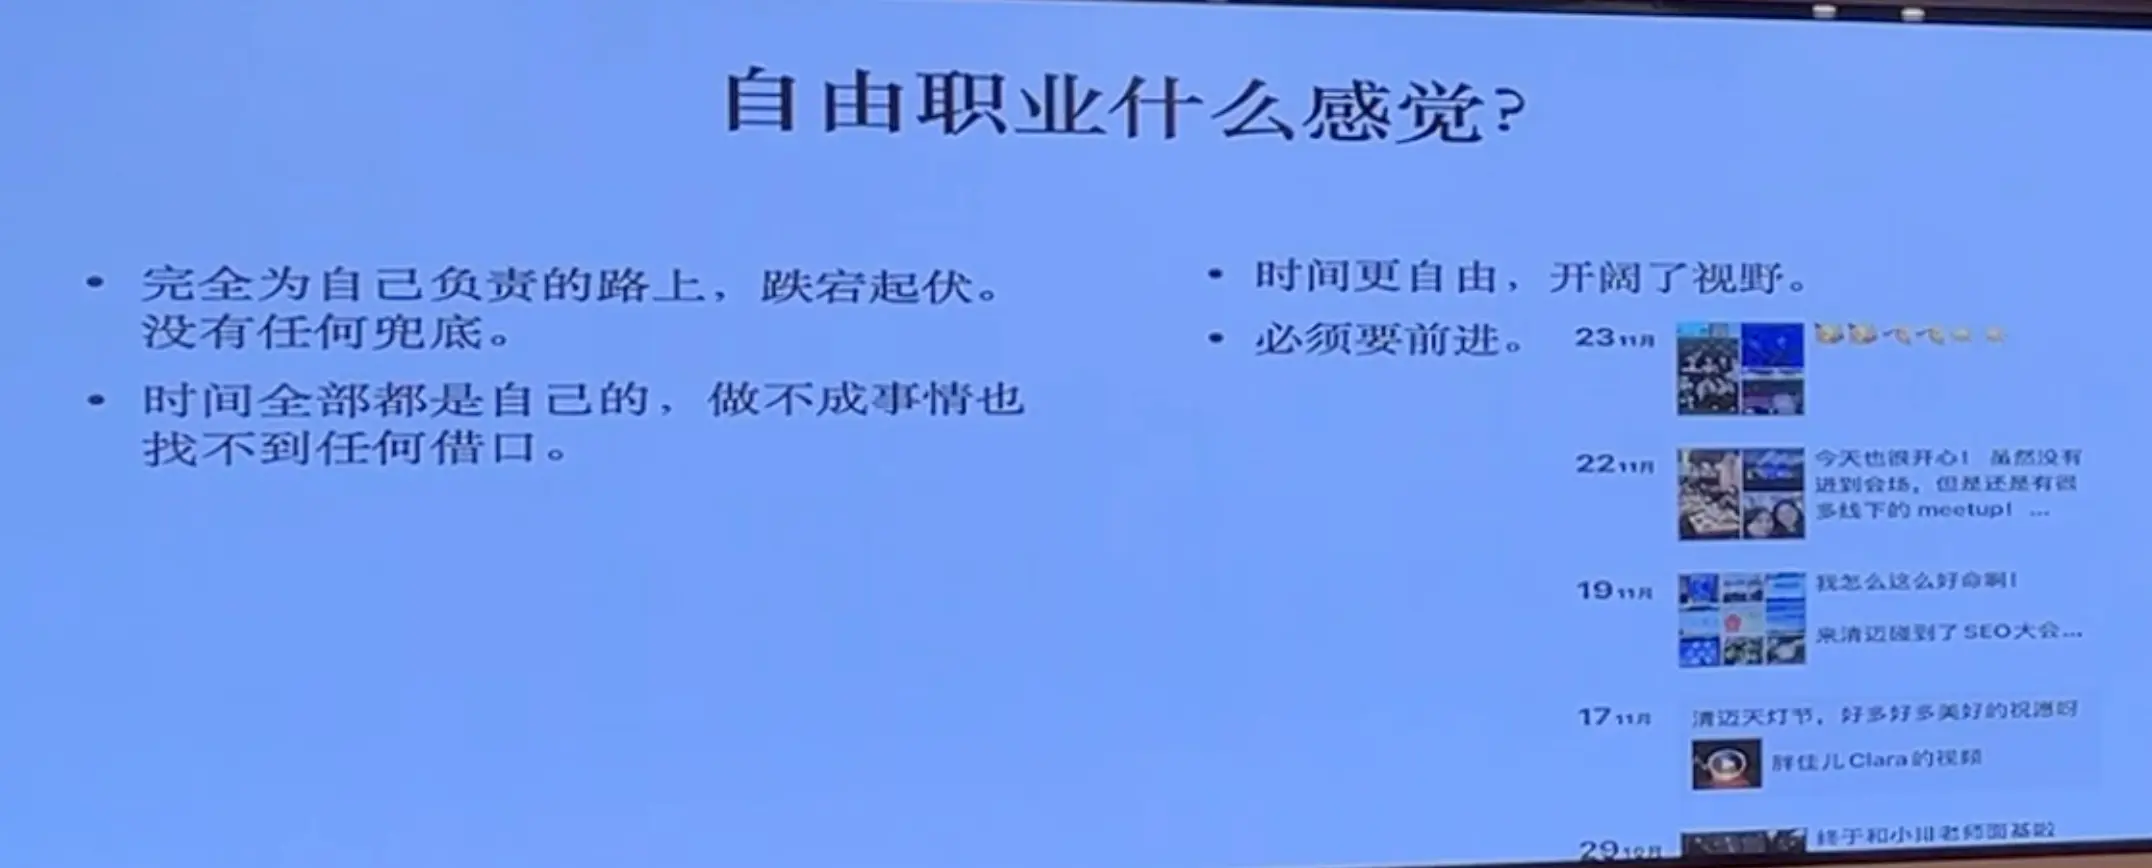 自由职业什么感觉?
• 完全为自己负责的路上，跌宕起伏。
没有任何兜底。
• 时间全部都是自己的，做不成事情也
找不到任何借口。
• 时间更自由，开阔了视野。
• 必须要前进。
23 11月
22 11月
今天也很开心！虽然没有
进到会场，但是还是有很
多线下的 meetup！...
19 11月
我怎么这么好命啊！
来清迈碰到了SEO大会...
17 11月
清迈天灯节，好多好多美好的祝愿呀
胖佳儿Clara的视频
29 10月
终于和小川老师面基啦